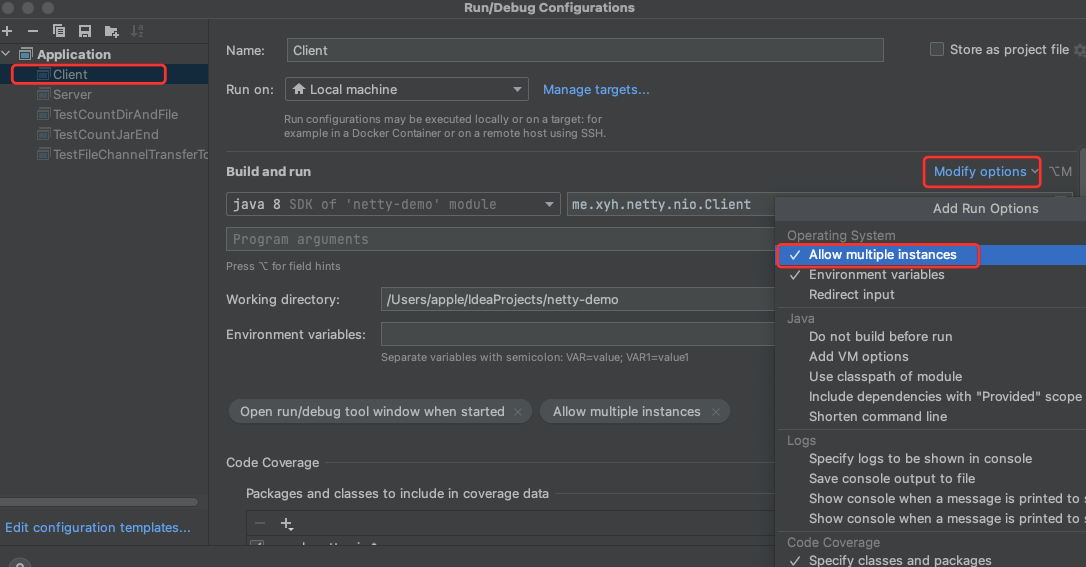 Run/Debug Configurations
Application
Client
Server
TestCountDirAndFile
TestCountJarEnd
TestFileChannelTransferTo
Edit configuration templates...
Name:
Client
Store as project file
Run on:
Local machine
Manage targets...
Run configurations may be executed locally or on a target: for
example in a Docker Container or on a remote host using SSH.
Build and run
Modify options
⌥M
java 8 SDK of 'netty-demo' module
me.xyh.netty.nio.Client
Program arguments
Press ⌥ for field hints
Working directory:
/Users/apple/IdeaProjects/netty-demo
Environment variables:
Separate variables with semicolon: VAR=value; VAR1=value1
Open run/debug tool window when started ×
Allow multiple instances ×
Code Coverage
Packages and classes to include in coverage data
Add Run Options
Operating System
Allow multiple instances
Environment variables
Redirect input
Java
Do not build before run
Add VM options
Use classpath of module
Include dependencies with "Provided" scope
Shorten command line
Logs
Specify logs to be shown in console
Save console output to file
Show console when a message is printed to s
Show console when a message is printed to s
Code Coverage
Specify classes and packages